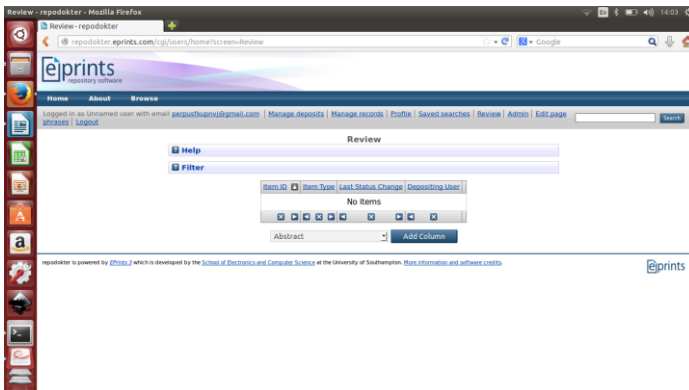 Review - repodokter - Mozilla Firefox
En
14:03
Review - repodokter
repodokter.eprints.com/cgi/users/home?screen=Review
Google
eprints
repository software
Home About Browse
Logged in as Unnamed user with email perpusfkupnvj@gmail.com | Manage deposits | Manage records | Profile | Saved searches | Review | Admin | Edit page
phrases | Logout
Search
Review
Help
Filter
Item ID Item Type Last Status Change Depositing User
No items
Abstract
Add Column
repodokter is powered by EPrints 3 which is developed by the School of Electronics and Computer Science at the University of Southampton. More information and software credits.
eprints